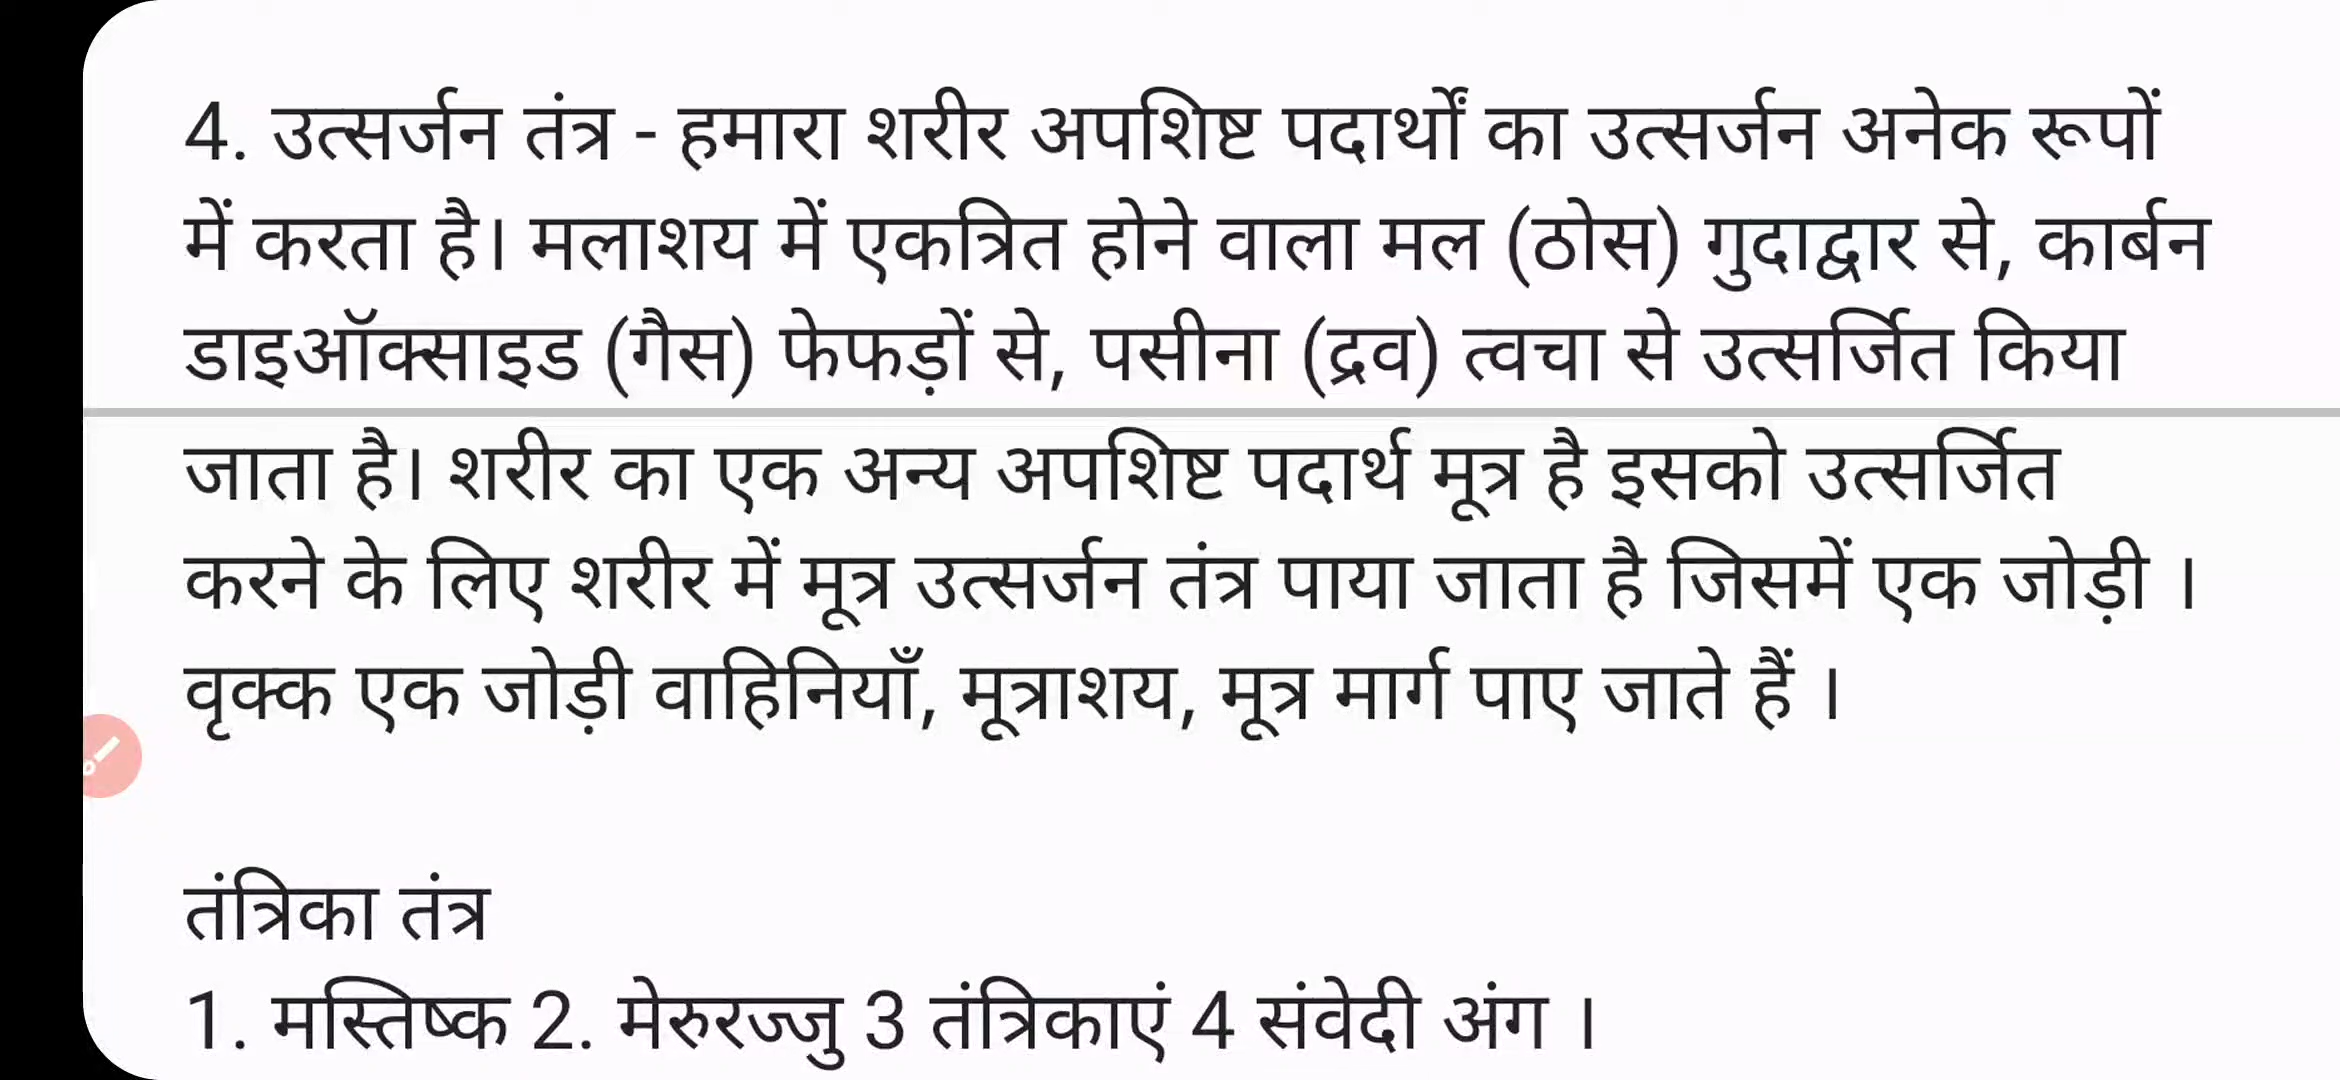 4. उत्सर्जन तंत्र - हमारा शरीर अपशिष्ट पदार्थों का उत्सर्जन अनेक रूपों
में करता है। मलाशय में एकत्रित होने वाला मल (ठोस) गुदाद्वार से, कार्बन
डाइऑक्साइड (गैस) फेफड़ों से, पसीना (द्रव) त्वचा से उत्सर्जित किया
जाता है। शरीर का एक अन्य अपशिष्ट पदार्थ मूत्र है इसको उत्सर्जित
करने के लिए शरीर में मूत्र उत्सर्जन तंत्र पाया जाता है जिसमें एक जोड़ी ।
वृक्क एक जोड़ी वाहिनियाँ, मूत्राशय, मूत्र मार्ग पाए जाते हैं ।
तंत्रिका तंत्र
1. मस्तिष्क 2. मेरुरज्जु 3 तंत्रिकाएं 4 संवेदी अंग ।